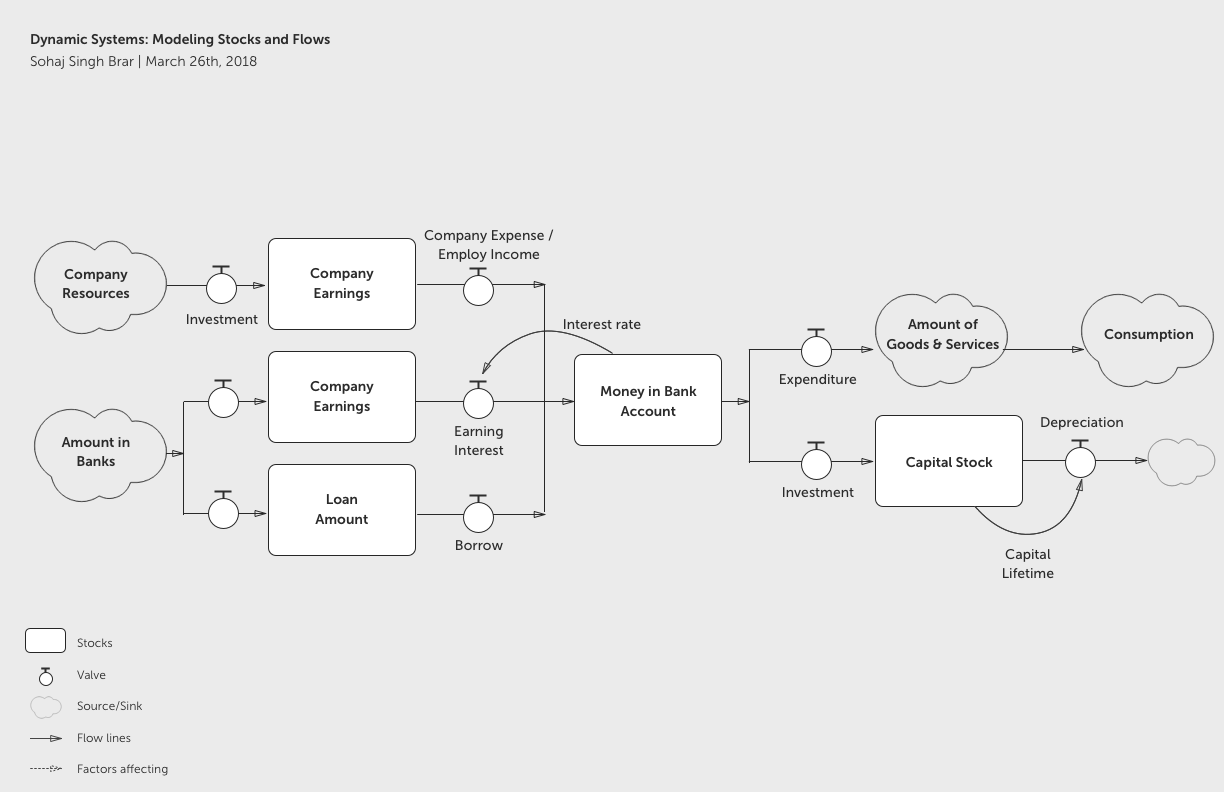 Dynamic Systems: Modeling Stocks and Flows
Sohaj Singh Brar | March 26th, 2018
Company
Resources
Investment
Company
Earnings
Company Expense /
Employ Income
Interest rate
Amount in
Banks
Company
Earnings
Earning
Interest
Loan
Amount
Borrow
Money in Bank
Account
Expenditure
Amount of
Goods & Services
Consumption
Investment
Capital Stock
Depreciation
Capital
Lifetime
Stocks
Valve
Source/Sink
Flow lines
Factors affecting